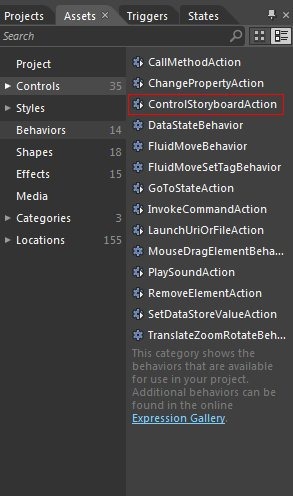 Projects Assets × Triggers States
Search
Project
Controls 35
Styles
Behaviors 14
Shapes 18
Effects 15
Media
Categories 3
Locations 155
CallMethodAction
ChangePropertyAction
ControlStoryboardAction
DataStateBehavior
FluidMoveBehavior
FluidMoveSetTagBehavior
GoToStateAction
InvokeCommandAction
LaunchUriOrFileAction
MouseDragElementBeha...
PlaySoundAction
RemoveElementAction
SetDataStoreValueAction
TranslateZoomRotateBeh...
This category shows the
behaviors that are available
for use in your project.
Additional behaviors can be
found in the online
Expression Gallery.